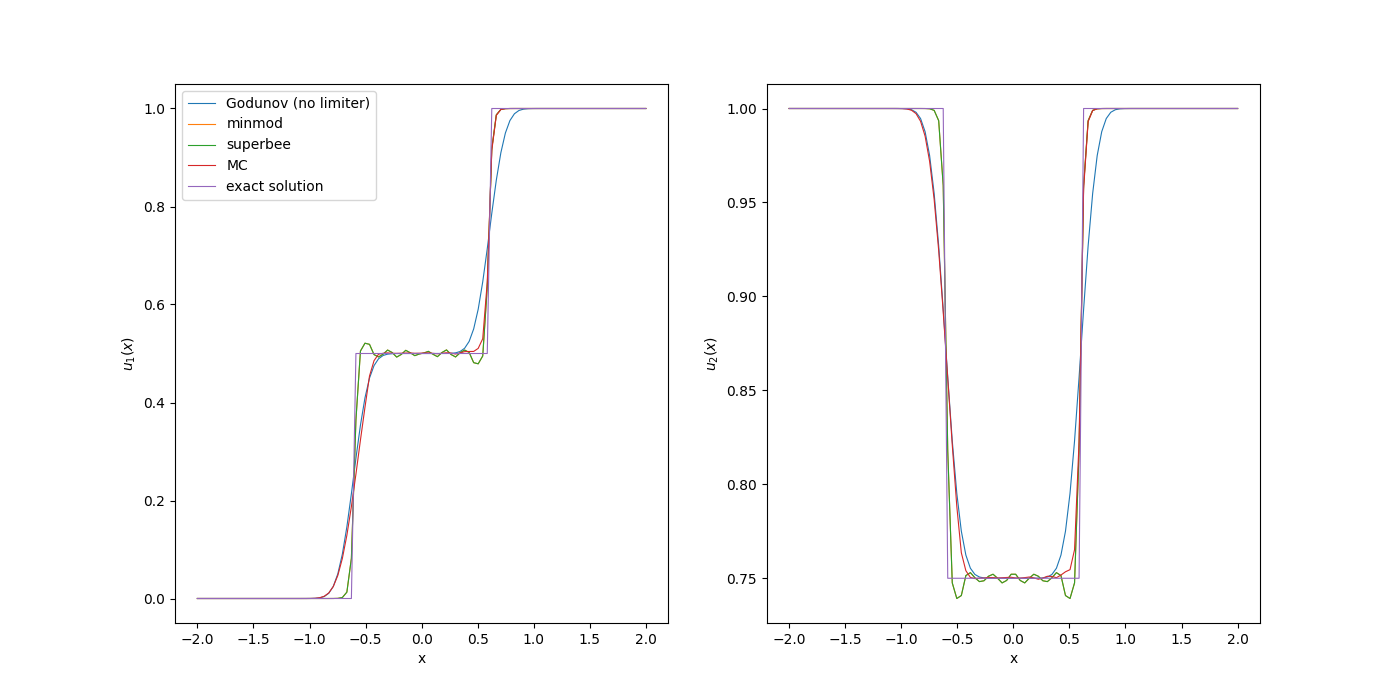 1.0
0.8
0.6
0.4
0.2
0.0
u₁(x)
Godunov (no limiter)
minmod
superbee
MC
exact solution
−2.0 −1.5 −1.0 −0.5 0.0 0.5 1.0 1.5 2.0
x
1.00
0.95
0.90
0.85
0.80
0.75
u₂(x)
−2.0 −1.5 −1.0 −0.5 0.0 0.5 1.0 1.5 2.0
x